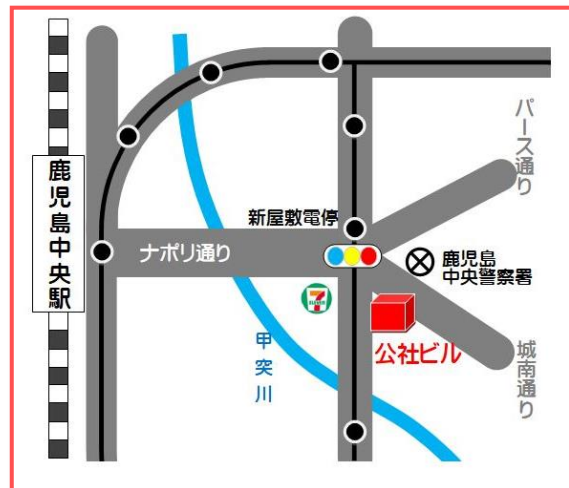 鹿児島中央駅
パース通り
新屋敷電停
ナポリ通り
鹿児島
中央警察署
7
公社ビル
甲突川
城南通り